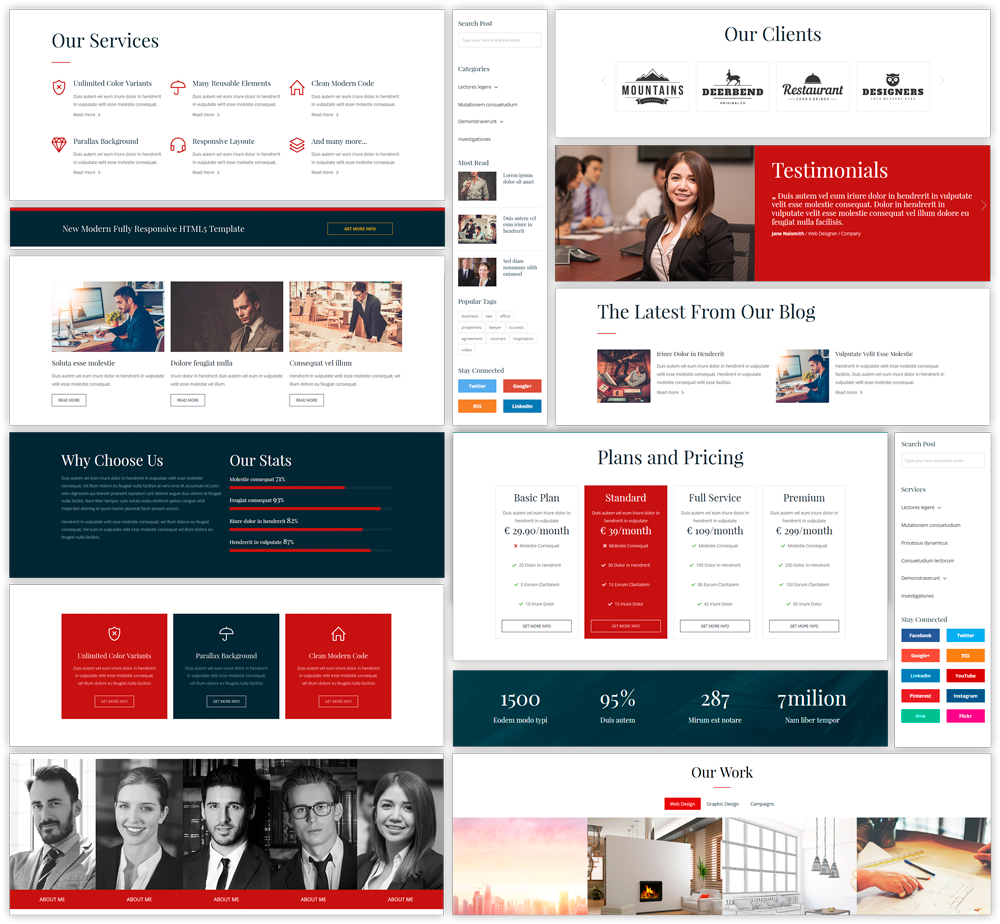 Our Services
Unlimited Color Variants
Duis autem vel eum iriure dolor in hendrerit
in vulputate velit esse molestie consequat.
Read more
Many Reusable Elements
Duis autem vel eum iriure dolor in hendrerit
in vulputate velit esse molestie consequat.
Read more
Clean Modern Code
Duis autem vel eum iriure dolor in hendrerit
in vulputate velit esse molestie consequat.
Read more
Parallax Background
Duis autem vel eum iriure dolor in hendrerit
in vulputate velit esse molestie consequat.
Read more
Responsive Layoute
Duis autem vel eum iriure dolor in hendrerit
in vulputate velit esse molestie consequat.
Read more
And many more...
Duis autem vel eum iriure dolor in hendrerit
in vulputate velit esse molestie consequat.
Read more
New Modern Fully Responsive HTML5 Template
GET MORE INFO
Soluta esse molestie
Duis autem vel eum iriure dolor in hendrerit in vulputate
velit esse molestie consequat.
READ MORE
Dolore feugiat nulla
Iriure dolor in hendrerit duis autem vel eum in vulputate
velit esse molestie vel illum.
READ MORE
Consequat vel illum
Hendrerit in vulputate velit esse molestie consequat, vel
illum dolore eu feugiat consequat.
READ MORE
Search Post
Type your text and press enter
Categories
Lectores legere
Mutationem consuetudium
Demonstraverunt
Investigationes
Most Read
Lorem ipsum
dolor sit amet
Duis autem vel
eum iriure in
hendrerit
Sed diam
nonummy nibh
euismod
Popular Tags
business
law
office
properties
lawyer
success
agreement
contract
inspiration
video
Stay Connected
Twitter
Google+
RSS
LinkedIn
Our Clients
MOUNTAINS
DEERBEND
ORIGINAL CO
Restaurant
FOOD & DRINKS
DESIGNERS
Testimonials
„ Duis autem vel eum iriure dolor in hendrerit in vulputate
velit esse molestie consequat. Dolor in hendrerit in
vulputate velit esse molestie consequat vel illum dolore eu
feugiat nulla facilisis.
Jane Naismith / Web Designer / Company
The Latest From Our Blog
Iriure Dolor in Hendrerit
Duis autem vel eum iriure dolor in hendrerit in vulputate
velit esse molestie consequat, vel illum dolore eu
feugiat nulla facilisis.
Read more
Vulputate Velit Esse Molestie
Duis autem vel eum iriure dolor in hendrerit consequat
facilisis. Duis autem vel eum iriure dolor in hendrerit in
vulputate velit esse molestie consequat.
Read more
Why Choose Us
Duis autem vel eum iriure dolor in hendrerit in vulputate velit esse molestie
consequat, vel illum dolore eu feugiat nulla facilisis at vero eros et accumsan et iusto
odio dignissim qui blandit praesent luptatum zzril delenit augue duis dolore te feugait
nulla facilisi. Nam liber tempor cum soluta nobis eleifend option congue nihil
imperdiet doming id quod mazim placerat facer possim assum.
Hendrerit in vulputate velit esse molestie consequat, vel illum dolore eu feugiat
consequat. Vel eum in vulputate velit esse molestie consequat vel illum dolore eu
feugiat nulla facilisis.
Our Stats
Molestie consequat 71%
Feugiat consequat 93%
Riure dolor in hendrerit 82%
Hendrerit in vulputate 87%
Plans and Pricing
Basic Plan
Duis autem vel eum iriure dolor in
hendrerit in vulputate
€ 29.90/month
Molestie Consequat
20 Dolor in Hendrerit
5 Eorum Claritatem
10 Iriure Dolor
GET MORE INFO
Standard
Duis autem vel eum iriure dolor in
hendrerit in vulputate
€ 39/month
Molestie Consequat
30 Dolor in Hendrerit
10 Eorum Claritatem
15 Iriure Dolor
GET MORE INFO
Full Service
Duis autem vel eum iriure dolor in
hendrerit in vulputate
€ 109/month
Molestie Consequat
100 Dolor in Hendrerit
80 Eorum Claritatem
45 Iriure Dolor
GET MORE INFO
Premium
Duis autem vel eum iriure dolor in
hendrerit in vulputate
€ 299/month
Molestie Consequat
200 Dolor in Hendrerit
150 Eorum Claritatem
90 Iriure Dolor
GET MORE INFO
Search Post
Type your text and press enter
Services
Lectores legere
Mutationem consuetudium
Processus dynamicus
Consuetudium lectorum
Demonstraverunt
Investigationes
Stay Connected
Facebook
Twitter
Google+
RSS
LinkedIn
YouTube
Pinterest
Instagram
Vine
Flickr
Unlimited Color Variants
Duis autem vel eum iriure dolor in hendrerit
in vulputate velit esse molestie consequat,
vel illum dolore eu feugiat nulla facilisis
GET MORE INFO
Parallax Background
Duis autem vel eum iriure dolor in hendrerit
in vulputate velit esse molestie consequat,
vel illum dolore eu feugiat nulla facilisis
GET MORE INFO
Clean Modern Code
Duis autem vel eum iriure dolor in hendrerit
in vulputate velit esse molestie consequat,
vel illum dolore eu feugiat nulla facilisis
GET MORE INFO
1500
Eodem modo typi
95%
Duis autem
287
Mirum est notare
7milion
Nam liber tempor
ABOUT ME
ABOUT ME
ABOUT ME
ABOUT ME
ABOUT ME
Our Work
Web Design
Graphic Design
Campaigns